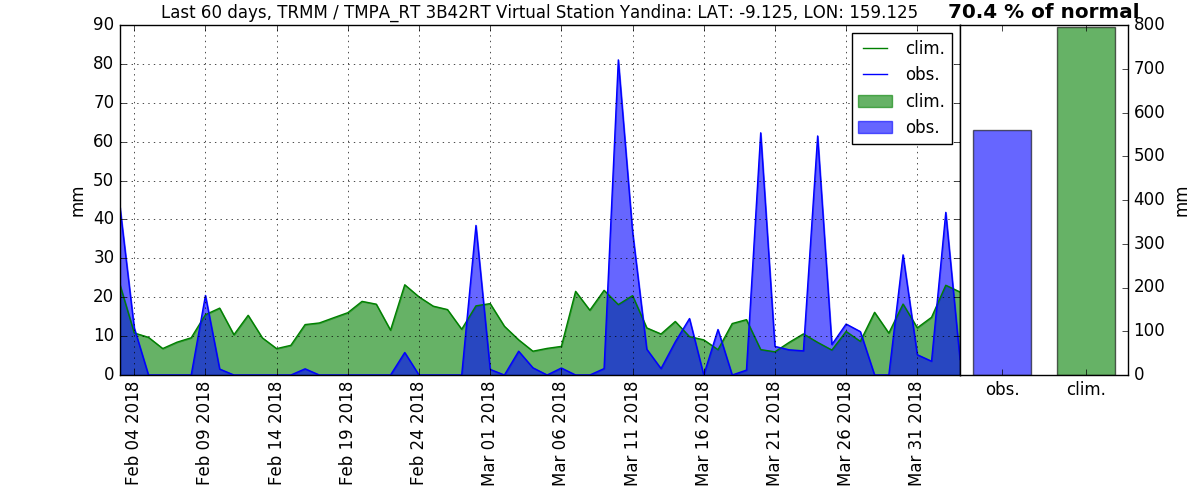 Last 60 days, TRMM / TMPA_RT 3B42RT Virtual Station Yandina: LAT: -9.125, LON: 159.125
70.4 % of normal
90
80
70
60
50
40
30
20
10
0
mm
clim.
obs.
clim.
obs.
Feb 04 2018
Feb 09 2018
Feb 14 2018
Feb 19 2018
Feb 24 2018
Mar 01 2018
Mar 06 2018
Mar 11 2018
Mar 16 2018
Mar 21 2018
Mar 26 2018
Mar 31 2018
obs.
clim.
800
700
600
500
400
300
200
100
0
mm